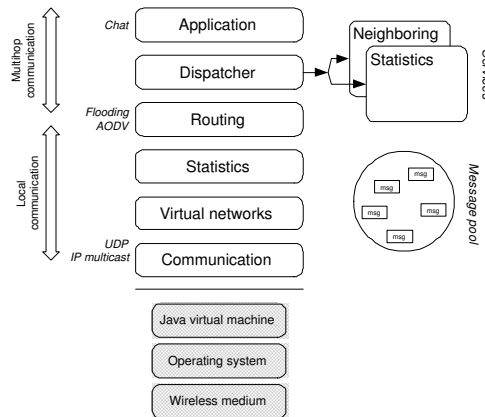 Chat
Application
Multihop
communication
Dispatcher
Neighboring
Statistics
Services
Flooding
AODV
Routing
Local
communication
Statistics
Virtual networks
UDP
IP multicast
Communication
msg
msg
msg
msg
msg
Message pool
Java virtual machine
Operating system
Wireless medium